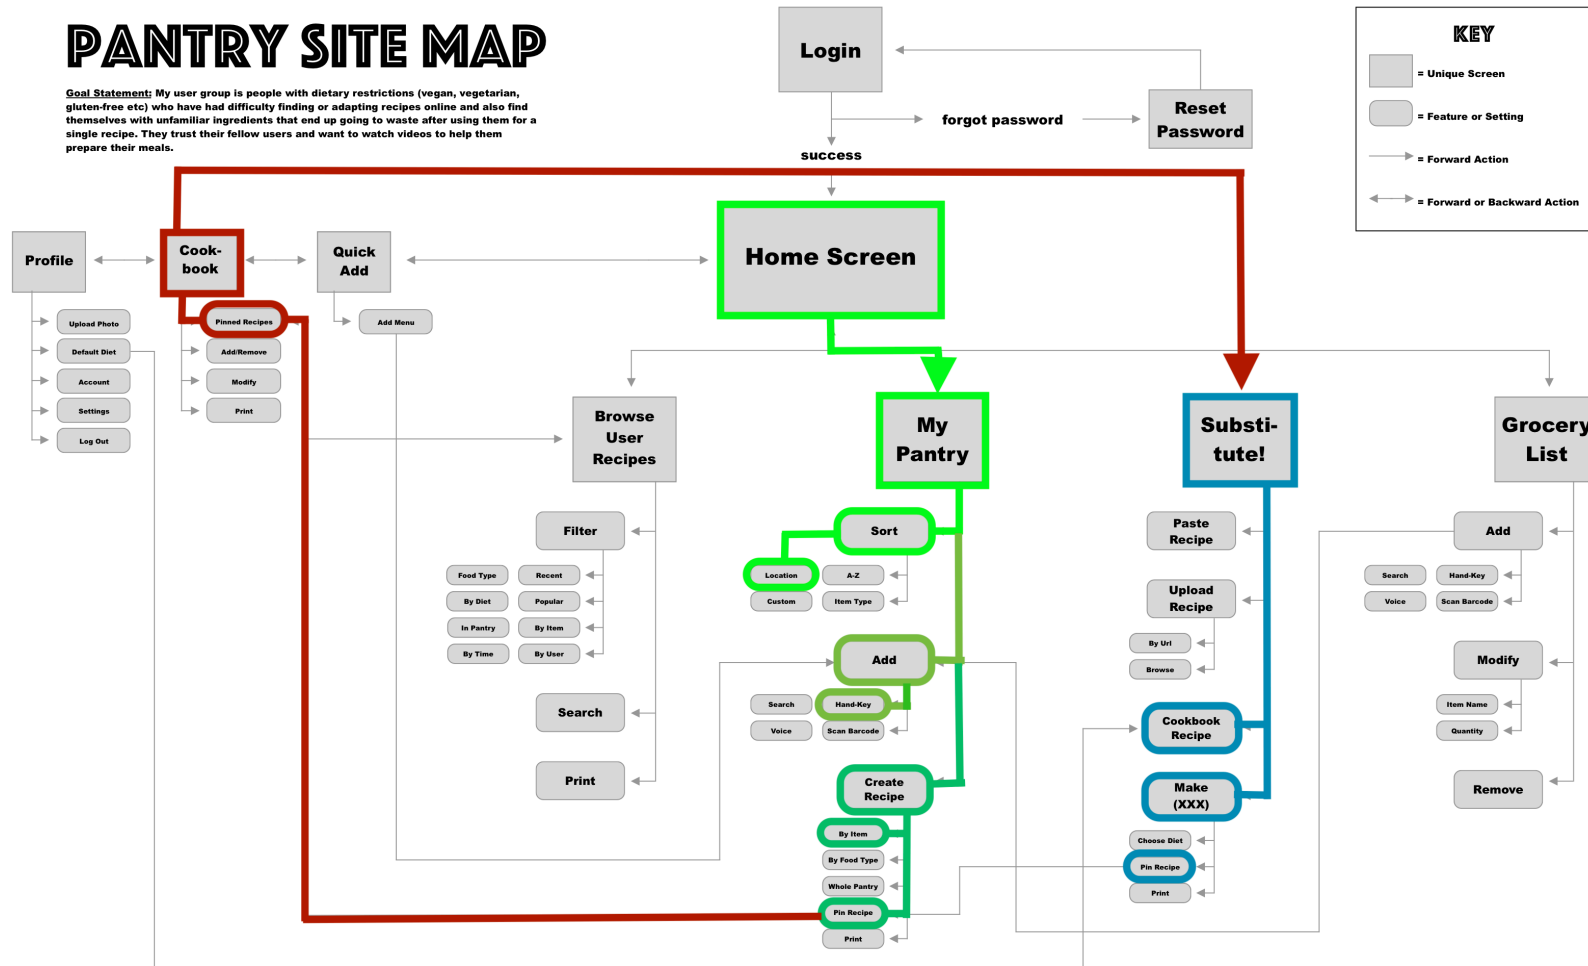 PANTRY SITE MAP
Goal Statement: My user group is people with dietary restrictions (vegan, vegetarian,
gluten-free etc) who have had difficulty finding or adapting recipes online and also find
themselves with unfamiliar ingredients that end up going to waste after using them for a
single recipe. They trust their fellow users and want to watch videos to help them
prepare their meals.
Login
forgot password
Reset
Password
success
KEY
= Unique Screen
= Feature or Setting
= Forward Action
= Forward or Backward Action
Profile
Upload Photo
Default Diet
Account
Settings
Log Out
Cook-
book
Pinned Recipes
Add/Remove
Modify
Print
Quick
Add
Add Menu
Home Screen
Browse
User
Recipes
Filter
Food Type
Recent
By Diet
Popular
In Pantry
By Item
By Time
By User
Search
Print
My
Pantry
Sort
Location
A-Z
Custom
Item Type
Add
Search
Hand-Key
Voice
Scan Barcode
Create
Recipe
By Item
By Food Type
Whole Pantry
Pin Recipe
Print
Substi-
tute!
Paste
Recipe
Upload
Recipe
By Url
Browse
Cookbook
Recipe
Make
(XXX)
Choose Diet
Pin Recipe
Print
Grocery
List
Add
Search
Hand-Key
Voice
Scan Barcode
Modify
Item Name
Quantity
Remove